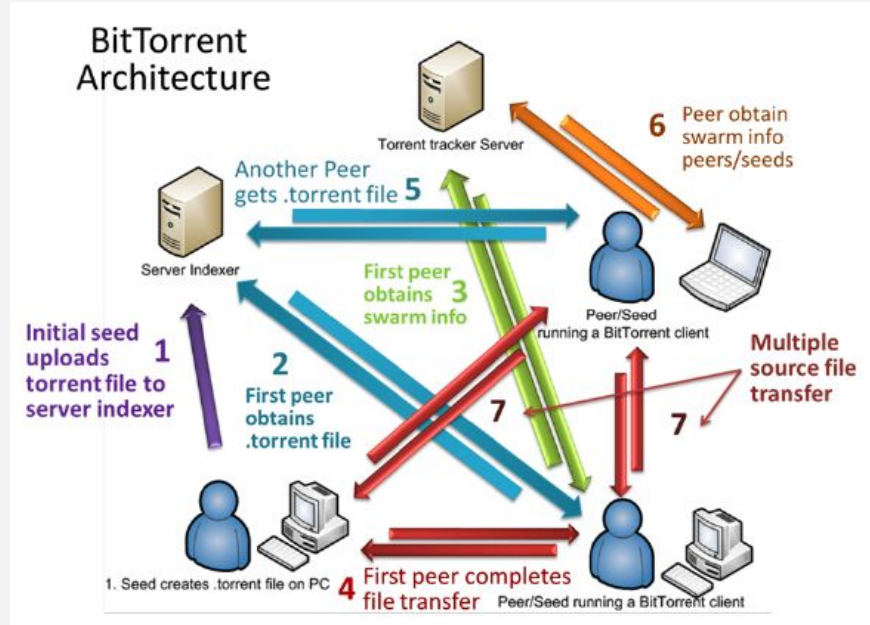 BitTorrent
Architecture
Torrent tracker Server
6
Peer obtain
swarm info
peers/seeds
Another Peer
gets .torrent file 5
Server Indexer
First peer
obtains 3
swarm info
Peer/Seed
running a BitTorrent client
Initial seed
uploads 1
torrent file to
server indexer
2
First peer
obtains
.torrent file
7
7
Multiple
source file
transfer
1. Seed creates .torrent file on PC
4 First peer completes
file transfer
Peer/Seed running a BitTorrent client